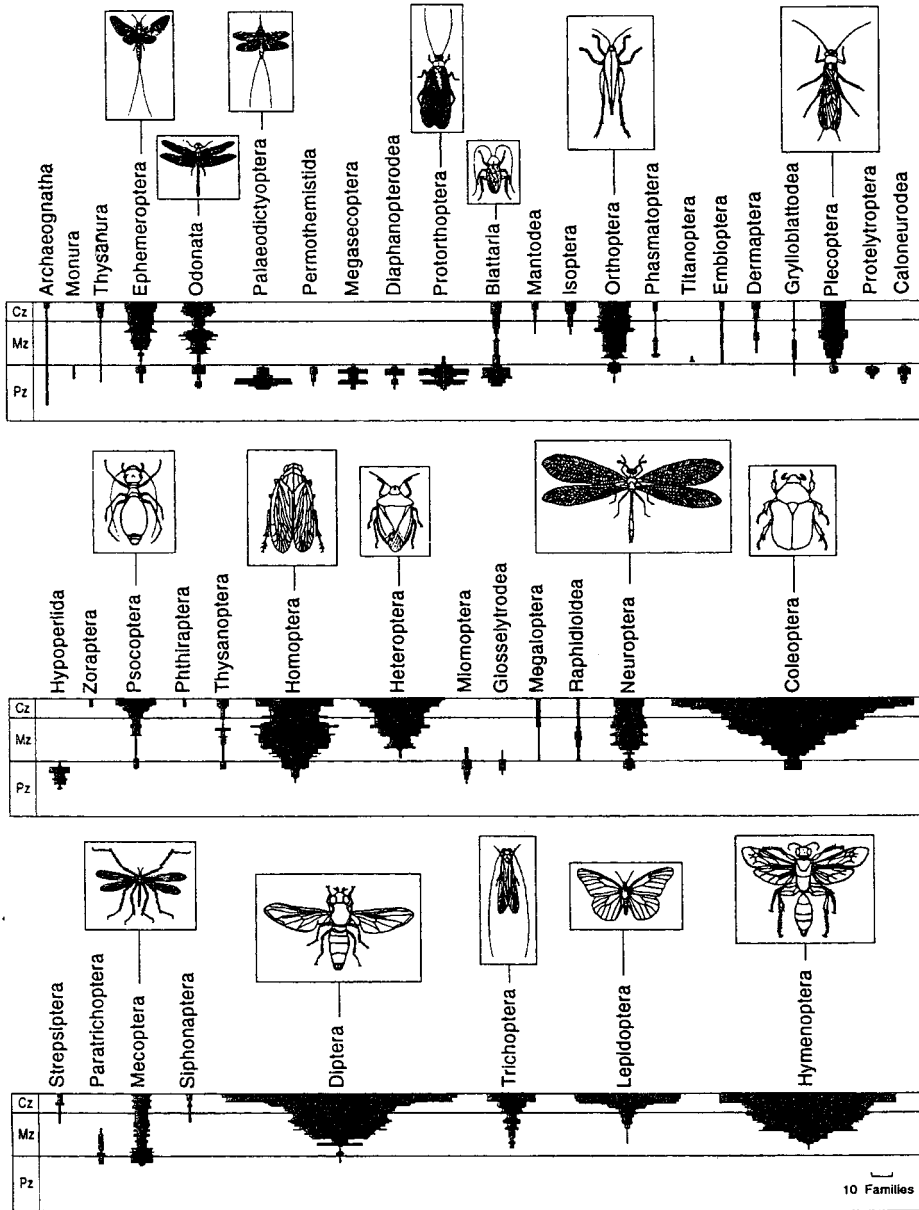 Archaeognatha
Monura
Thysanura
Ephemeroptera
Odonata
Palaeodictyoptera
Permothemistida
Megasecoptera
Diaphanopterodea
Protorthoptera
Blattaria
Mantodea
Isoptera
Orthoptera
Phasmatoptera
Titanoptera
Embioptera
Dermaptera
Grylloblattodea
Plecoptera
Protelytroptera
Caloneurodea
Cz
Mz
Pz
Hypoperlida
Zoraptera
Psocoptera
Phthiraptera
Thysanoptera
Homoptera
Heteroptera
Miomoptera
Glosselytrodea
Megaloptera
Raphidioidea
Neuroptera
Coleoptera
Cz
Mz
Pz
Strepsiptera
Paratrichoptera
Mecoptera
Siphonaptera
Diptera
Trichoptera
Lepidoptera
Hymenoptera
Cz
Mz
Pz
10 Families